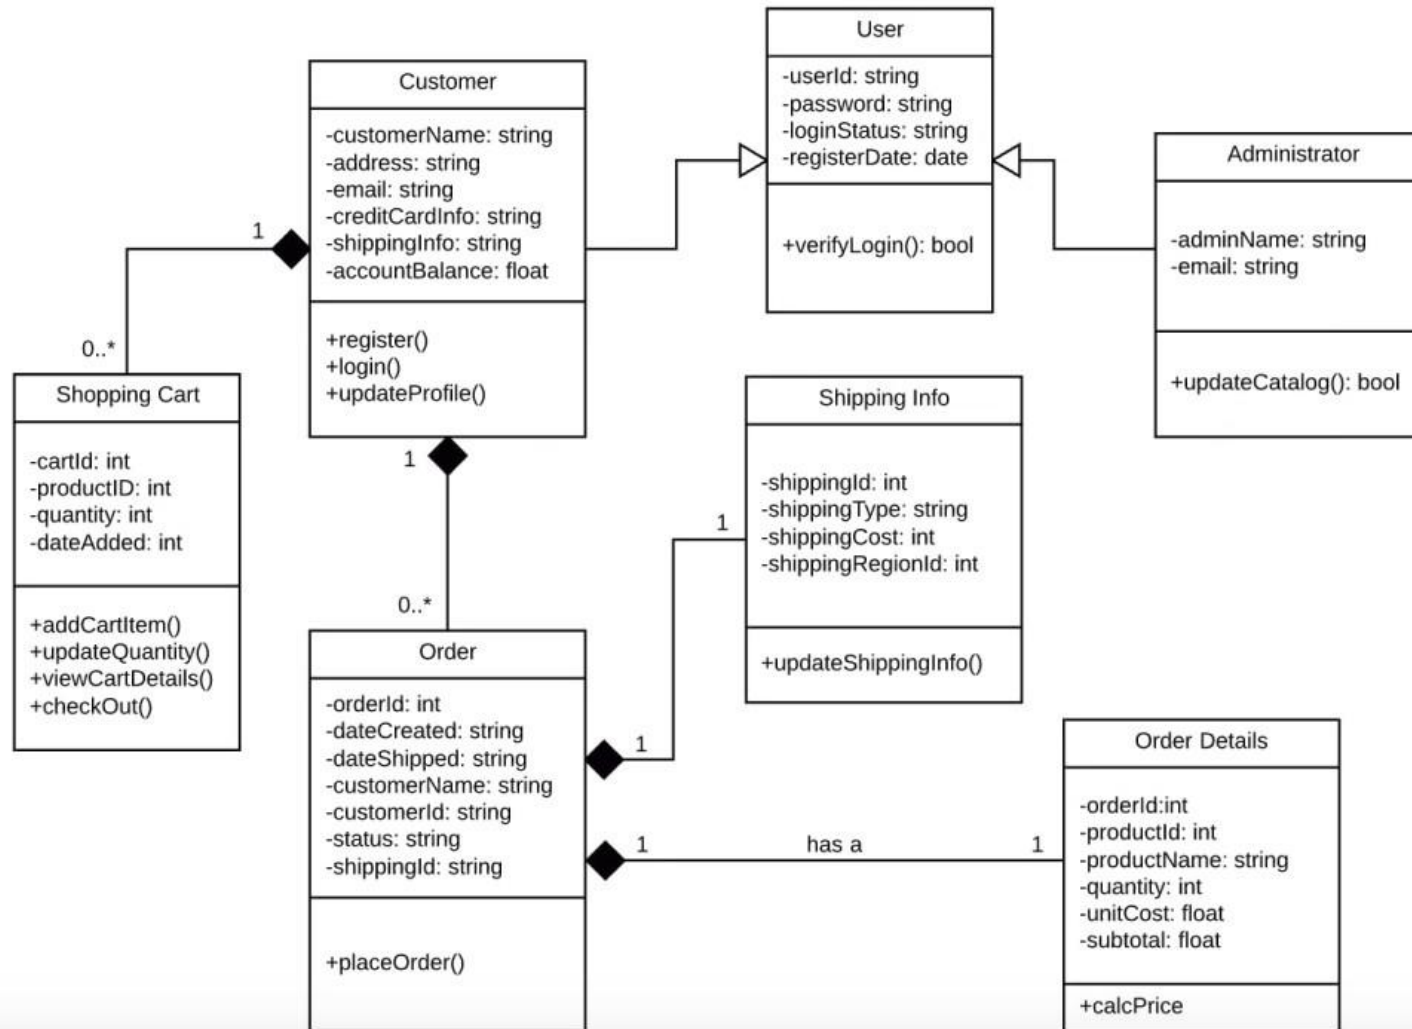 User
-userId: string
-password: string
-loginStatus: string
-registerDate: date
+verifyLogin(): bool
Customer
-customerName: string
-address: string
-email: string
-creditCardInfo: string
-shippingInfo: string
-accountBalance: float
+register()
+login()
+updateProfile()
Administrator
-adminName: string
-email: string
+updateCatalog(): bool
1
0..*
Shopping Cart
-cartId: int
-productID: int
-quantity: int
-dateAdded: int
+addCartItem()
+updateQuantity()
+viewCartDetails()
+checkOut()
1
0..*
Shipping Info
-shippingId: int
-shippingType: string
-shippingCost: int
-shippingRegionId: int
+updateShippingInfo()
1
1
Order
-orderId: int
-dateCreated: string
-dateShipped: string
-customerName: string
-customerId: string
-status: string
-shippingId: string
+placeOrder()
1
has a
1
Order Details
-orderId:int
-productId: int
-productName: string
-quantity: int
-unitCost: float
-subtotal: float
+calcPrice